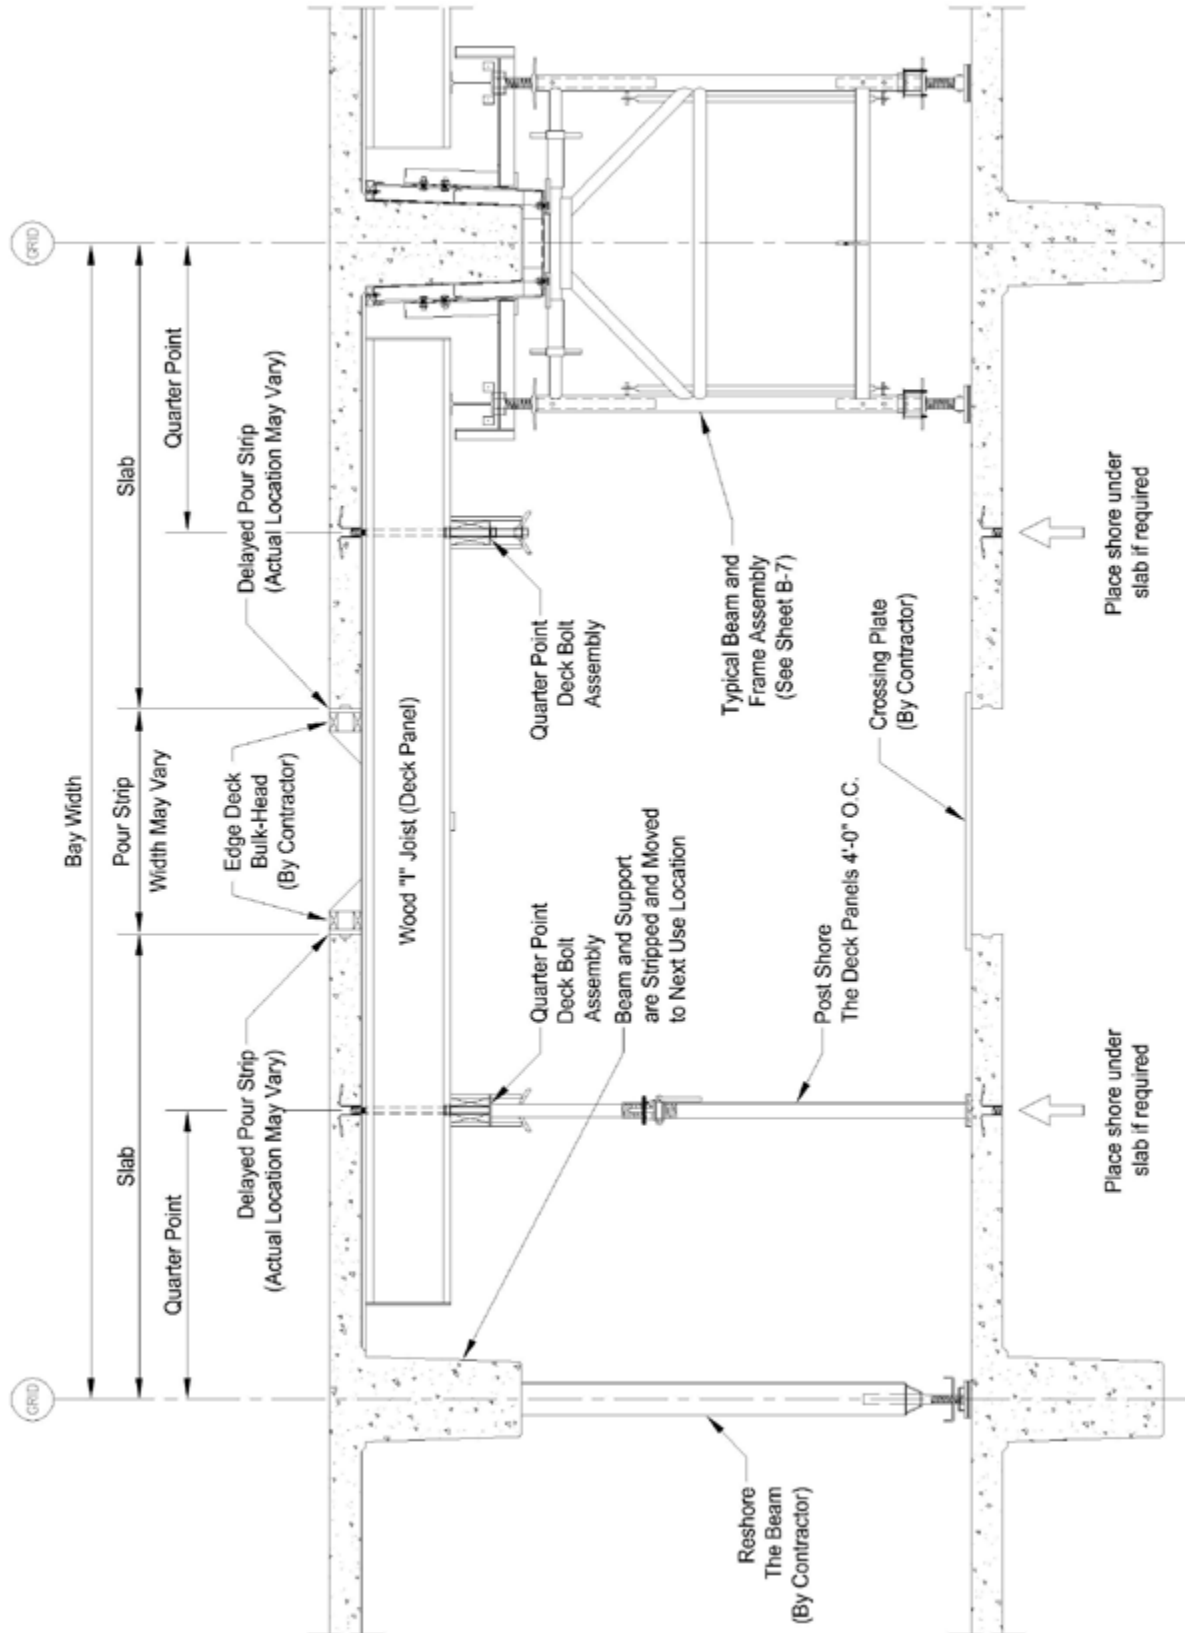 GRID
GRID
Bay Width
Slab
Pour Strip
Width May Vary
Slab
Quarter Point
Quarter Point
Delayed Pour Strip
(Actual Location May Vary)
Edge Deck
Bulk-Head
(By Contractor)
Delayed Pour Strip
(Actual Location May Vary)
Wood "I" Joist (Deck Panel)
Quarter Point
Deck Bolt
Assembly
Quarter Point
Deck Bolt
Assembly
Beam and Support
are Stripped and Moved
to Next Use Location
Reshore
The Beam
(By Contractor)
Post Shore
The Deck Panels 4'-0" O.C.
Typical Beam and
Frame Assembly
(See Sheet B-7)
Crossing Plate
(By Contractor)
Place shore under
slab if required
Place shore under
slab if required